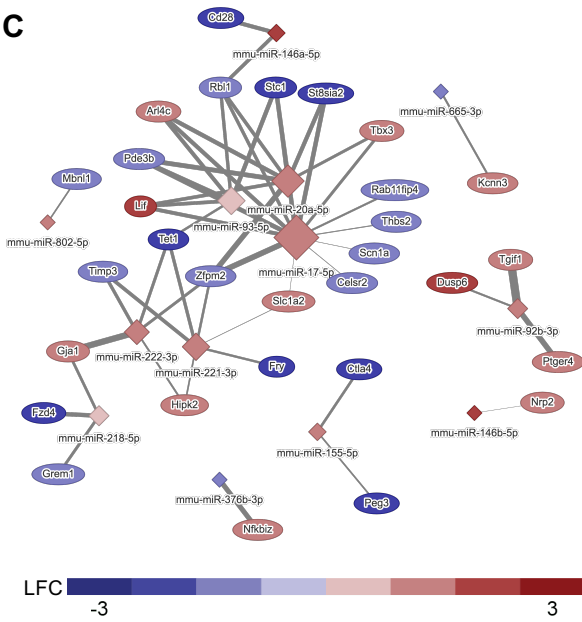 C
Cd28
mmu-miR-146a-5p
Rbl1
Stc1
St8sia2
mmu-miR-665-3p
Arl4c
Tbx3
Pde3b
Mbnl1
Kcnn3
Rab11fip4
Lif
mmu-miR-20a-5p
Thbs2
mmu-miR-93-5p
mmu-miR-802-5p
Tet1
Scn1a
Tgif1
Timp3
Zfpm2
mmu-miR-17-5p
Celsr2
Dusp6
Slc1a2
mmu-miR-92b-3p
Gja1
mmu-miR-222-3p
Ptger4
mmu-miR-221-3p
Fry
Ctla4
Hipk2
Nrp2
Fzd4
mmu-miR-218-5p
mmu-miR-146b-5p
mmu-miR-155-5p
Grem1
mmu-miR-376b-3p
Peg3
Nfkbiz
LFC
-3 3